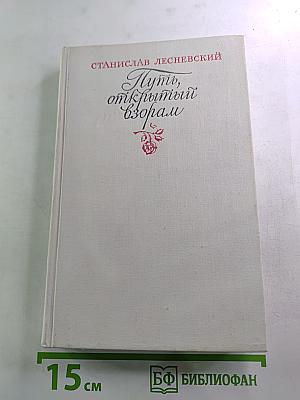 СТАНИСЛАВ ЛЕСНЕВСКИЙ
Путь,
открытый
взорам
15 см
БФ БИБЛИОФАН